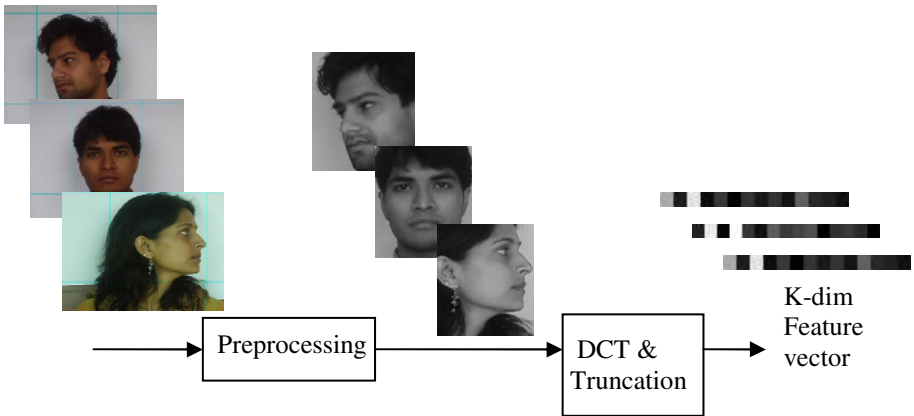 Preprocessing
DCT &
Truncation
K-dim
Feature
vector